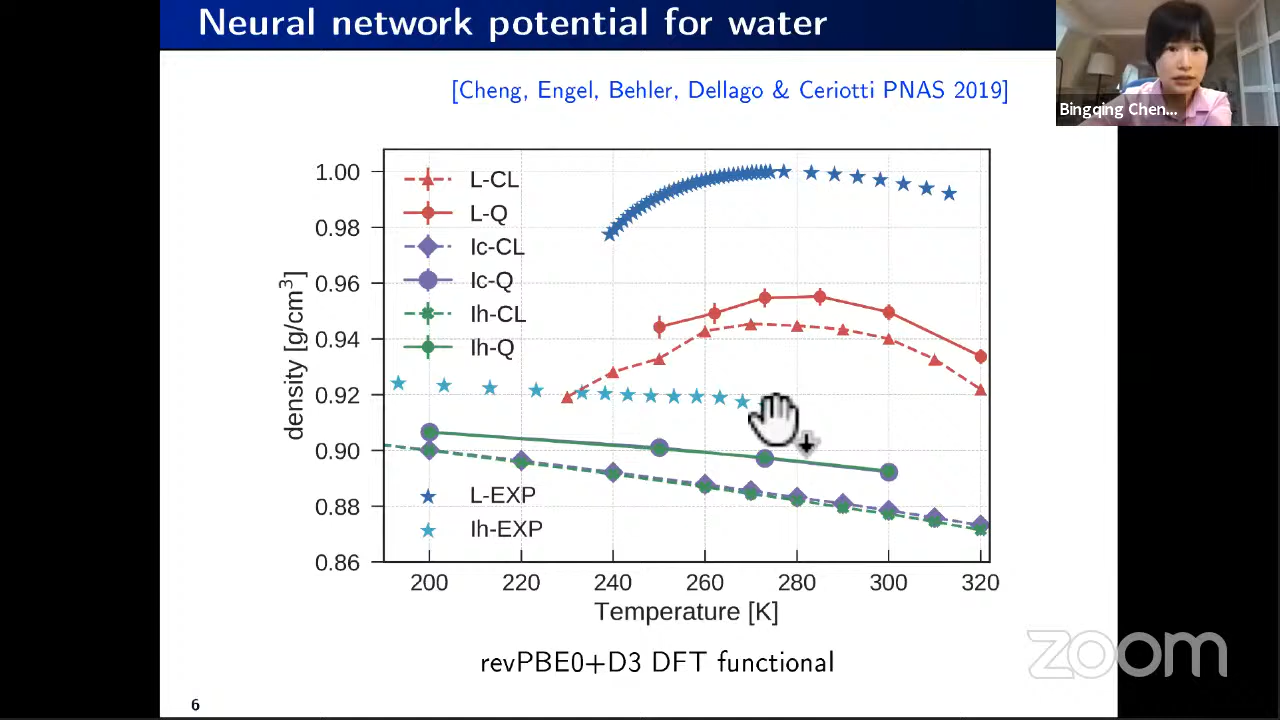 Neural network potential for water
[Cheng, Engel, Behler, Dellago & Ceriotti PNAS 2019]
Bingqing Chen...
1.00
0.98
0.96
0.94
0.92
0.90
0.88
0.86
density [g/cm³]
L-CL
L-Q
Ic-CL
Ic-Q
Ih-CL
Ih-Q
L-EXP
Ih-EXP
200 220 240 260 280 300 320
Temperature [K]
revPBE0+D3 DFT functional
zoom
6